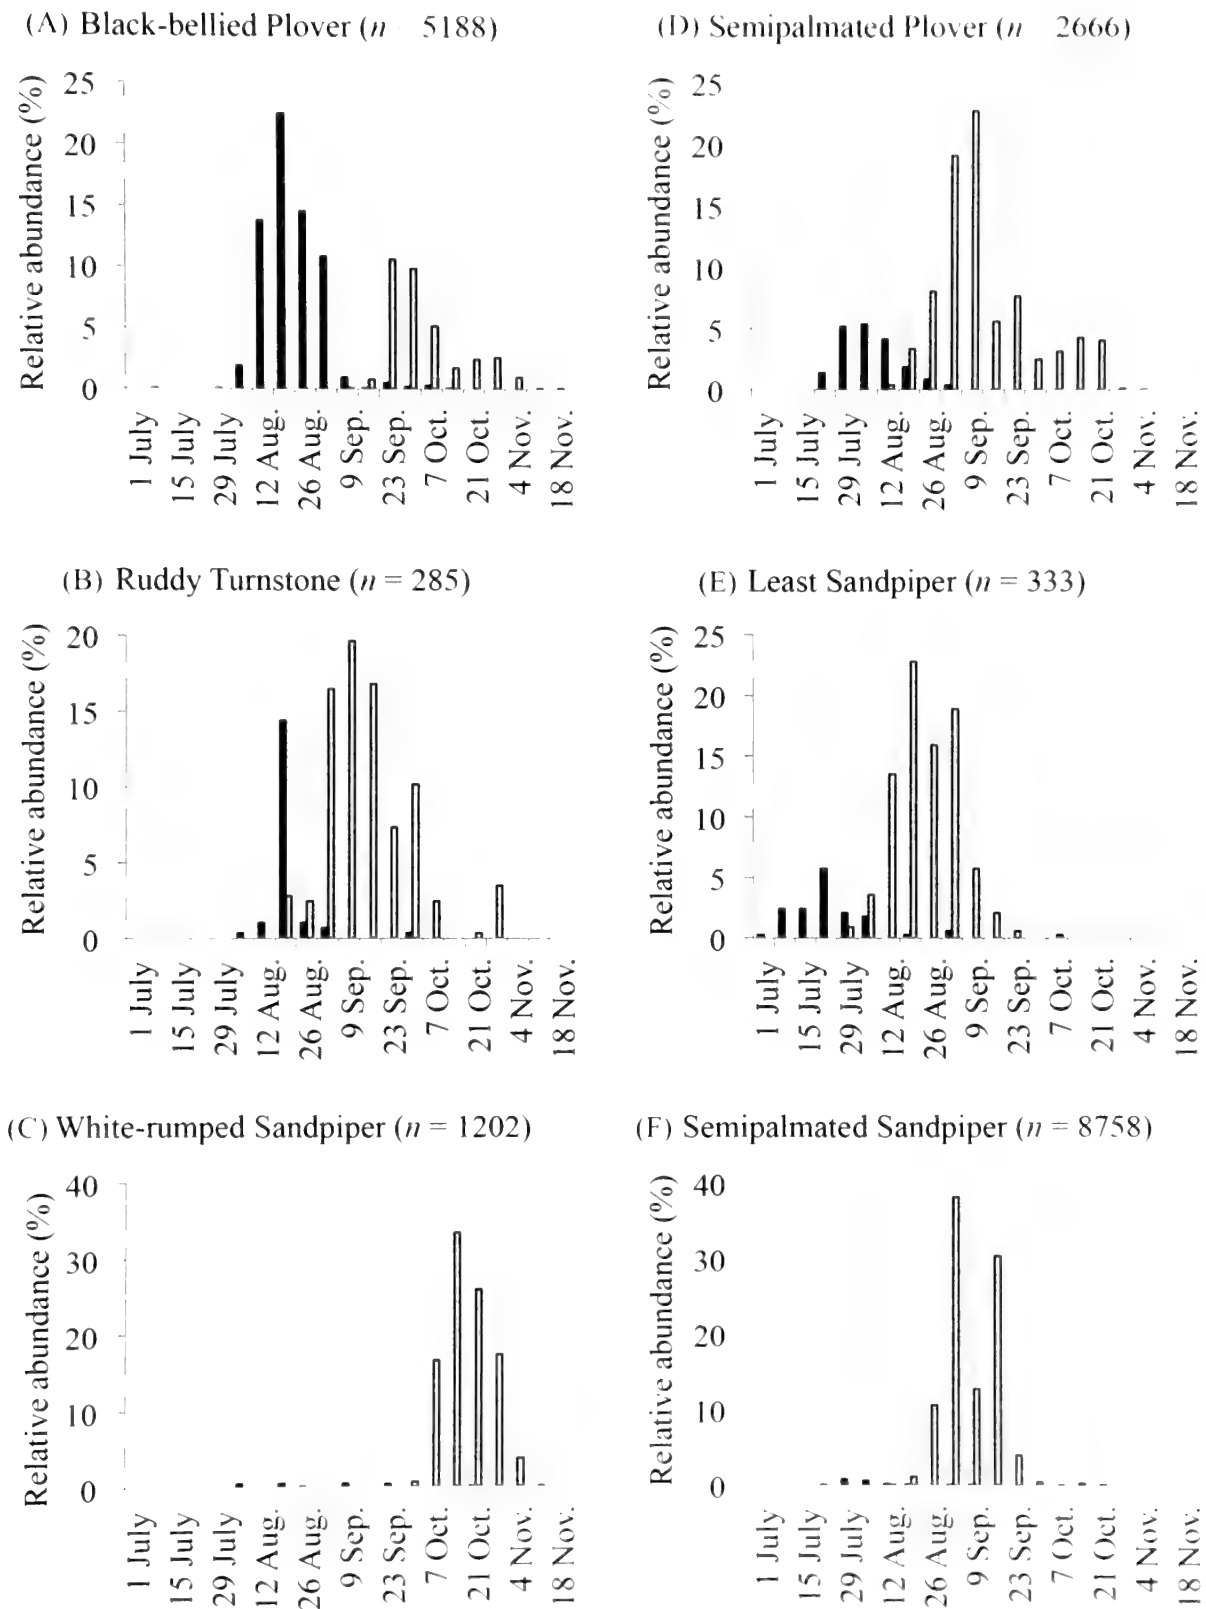 (A) Black-bellied Plover (n 5188)
Relative abundance (%)
25
20
15
10
5
0
1 July
15 July
29 July
12 Aug.
26 Aug.
9 Sep.
23 Sep.
7 Oct.
21 Oct.
4 Nov.
18 Nov.
(B) Ruddy Turnstone (n = 285)
Relative abundance (%)
20
15
10
5
0
1 July
15 July
29 July
12 Aug.
26 Aug.
9 Sep.
23 Sep.
7 Oct.
21 Oct.
4 Nov.
18 Nov.
(C) White-rumped Sandpiper (n = 1202)
Relative abundance (%)
40
30
20
10
0
1 July
15 July
29 July
12 Aug.
26 Aug.
9 Sep.
23 Sep.
7 Oct.
21 Oct.
4 Nov.
18 Nov.
(D) Semipalmated Plover (n 2666)
Relative abundance (%)
25
20
15
10
5
0
1 July
15 July
29 July
12 Aug.
26 Aug.
9 Sep.
23 Sep.
7 Oct.
21 Oct.
4 Nov.
18 Nov.
(E) Least Sandpiper (n = 333)
Relative abundance (%)
25
20
15
10
5
0
1 July
15 July
29 July
12 Aug.
26 Aug.
9 Sep.
23 Sep.
7 Oct.
21 Oct.
4 Nov.
18 Nov.
(F) Semipalmated Sandpiper (n = 8758)
Relative abundance (%)
40
30
20
10
0
1 July
15 July
29 July
12 Aug.
26 Aug.
9 Sep.
23 Sep.
7 Oct.
21 Oct.
4 Nov.
18 Nov.